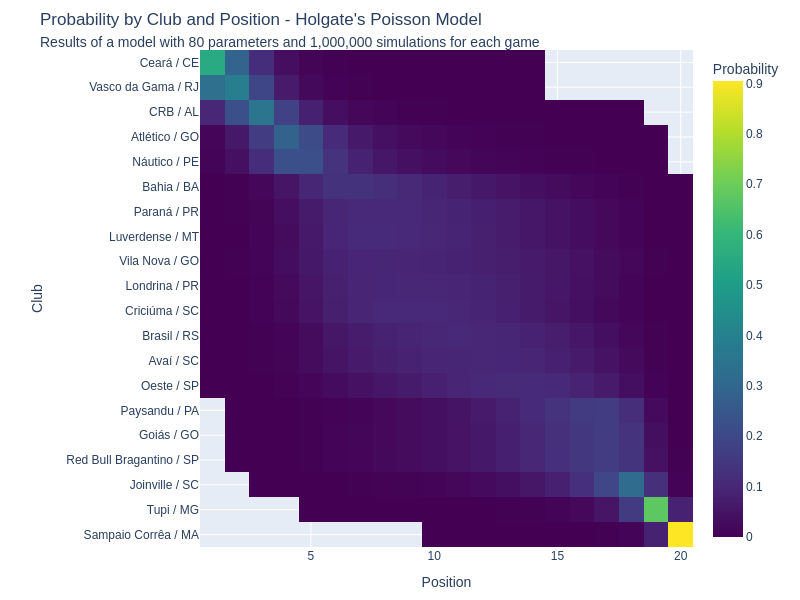 Probability by Club and Position - Holgate's Poisson Model
Results of a model with 80 parameters and 1,000,000 simulations for each game
Probability
Ceará / CE
Vasco da Gama / RJ
CRB / AL
Atlético / GO
Náutico / PE
Bahia / BA
Paraná / PR
Luverdense / MT
Vila Nova / GO
Londrina / PR
Criciúma / SC
Brasil / RS
Avaí / SC
Oeste / SP
Paysandu / PA
Goiás / GO
Red Bull Bragantino / SP
Joinville / SC
Tupi / MG
Sampaio Corrêa / MA
Club
5 10 15 20
Position
0.9
0.8
0.7
0.6
0.5
0.4
0.3
0.2
0.1
0